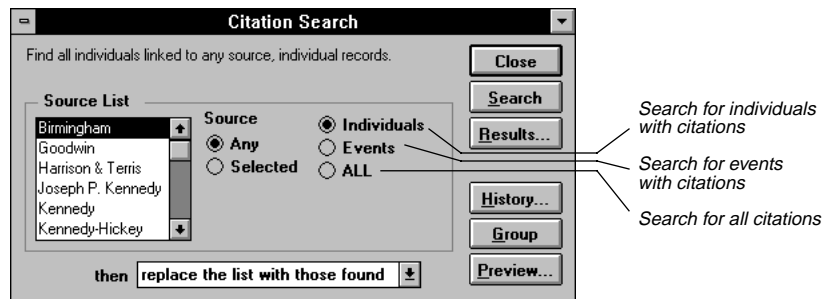 Citation Search
Find all individuals linked to any source, individual records.
Close
Search
Results...
History...
Group
Preview...
Source List
Birmingham
Goodwin
Harrison & Terris
Joseph P. Kennedy
Kennedy
Kennedy-Hickey
Source
Any
Selected
Individuals
Events
ALL
then replace the list with those found
Search for individuals
with citations
Search for events
with citations
Search for all citations